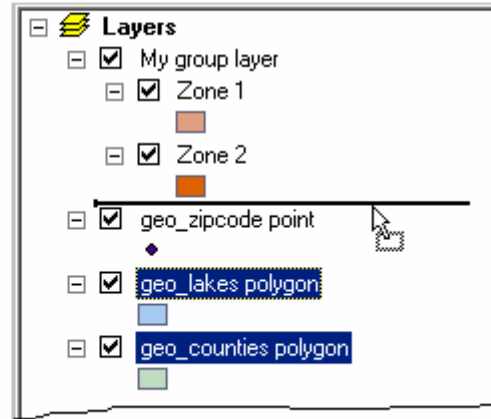 Layers
My group layer
Zone 1
Zone 2
geo_zipcode point
geo_lakes polygon
geo_counties polygon